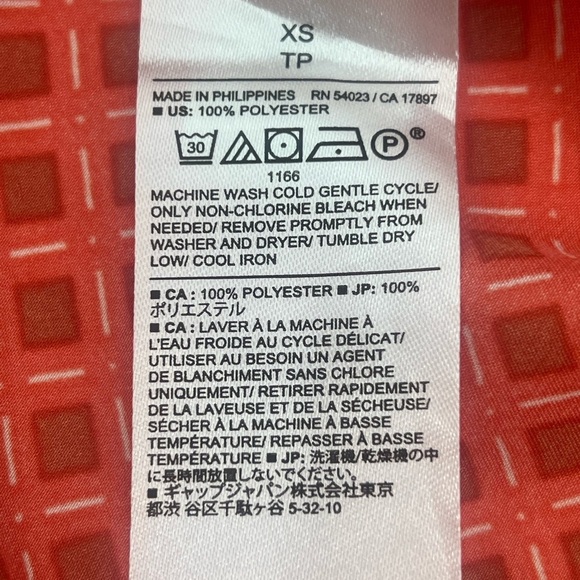 XS
TP
MADE IN PHILIPPINES RN 54023 / CA 17897
■ US: 100% POLYESTER
30 P ®
1166
MACHINE WASH COLD GENTLE CYCLE/
ONLY NON-CHLORINE BLEACH WHEN
NEEDED/ REMOVE PROMPTLY FROM
WASHER AND DRYER/ TUMBLE DRY
LOW/ COOL IRON
■ CA : 100% POLYESTER ■ JP: 100%
ポリエステル
■ CA : LAVER À LA MACHINE À
L'EAU FROIDE AU CYCLE DÉLICAT/
UTILISER AU BESOIN UN AGENT
DE BLANCHIMENT SANS CHLORE
UNIQUEMENT/ RETIRER RAPIDEMENT
DE LA LAVEUSE ET DE LA SÉCHEUSE/
SÉCHER À LA MACHINE À BASSE
TEMPÉRATURE/ REPASSER À BASSE
TEMPÉRATURE ■ JP: 洗濯機/乾燥機の中
に長時間放置しないでください。
■ ギャップジャパン株式会社東京
都渋 谷区千駄ヶ谷 5-32-10